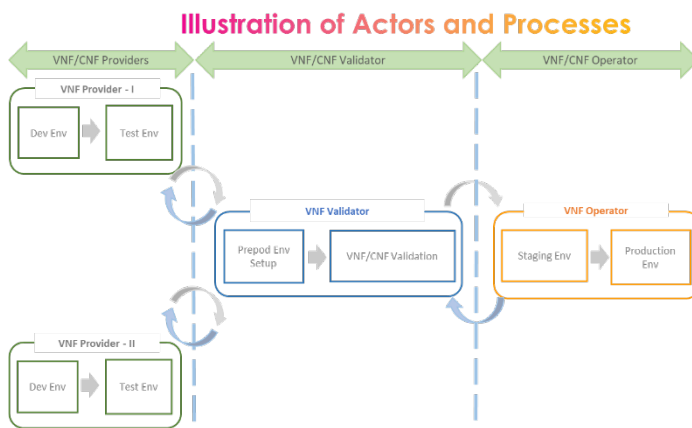 Illustration of Actors and Processes
VNF/CNF Providers
VNF/CNF Validator
VNF/CNF Operator
VNF Provider - I
Dev Env
Test Env
VNF Validator
Prepod Env
Setup
VNF/CNF Validation
VNF Operator
Staging Env
Production
Env
VNF Provider - II
Dev Env
Test Env